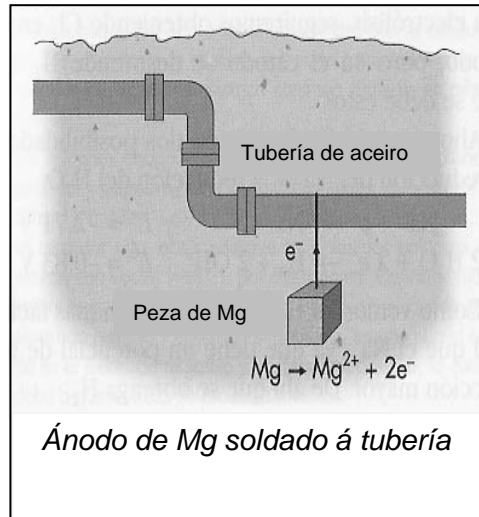 Tubería de aceiro
e⁻
Peza de Mg
Mg → Mg²⁺ + 2e⁻
Ánodo de Mg soldado á tubería